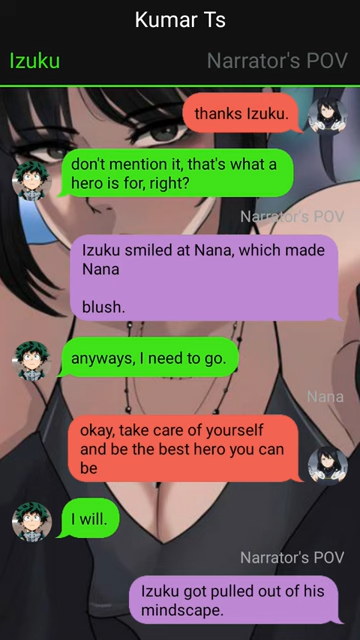 Kumar Ts
Izuku
Narrator's POV
thanks Izuku.
don't mention it, that's what a
hero is for, right?
Narrator's POV
Izuku smiled at Nana, which made
Nana
blush.
anyways, I need to go.
Nana
okay, take care of yourself
and be the best hero you can
be
I will.
Narrator's POV
Izuku got pulled out of his
mindscape.